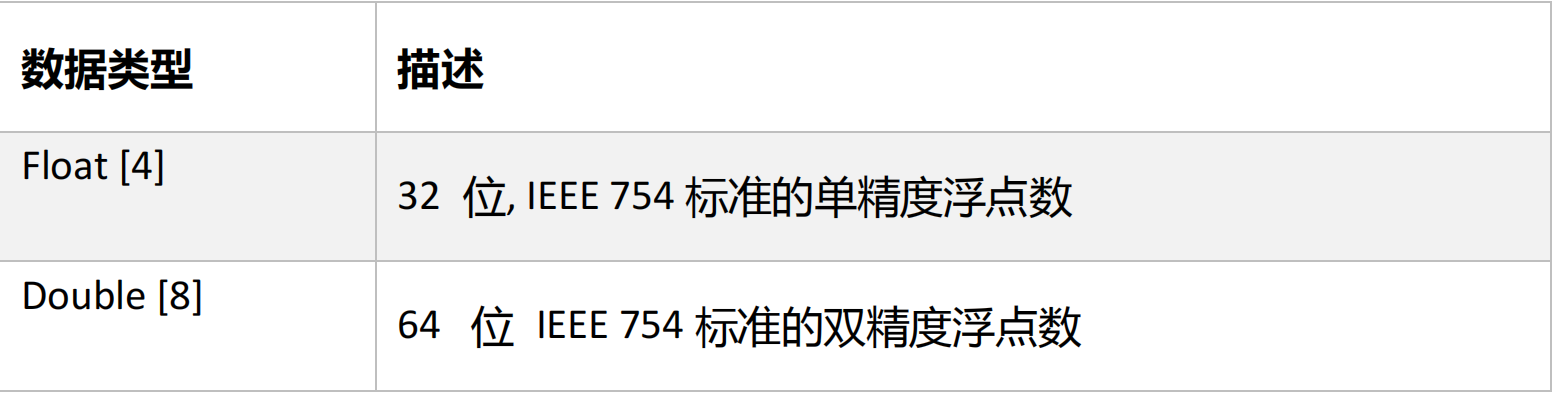 数据类型 描述
Float [4] 32 位, IEEE 754 标准的单精度浮点数
Double [8] 64 位 IEEE 754 标准的双精度浮点数